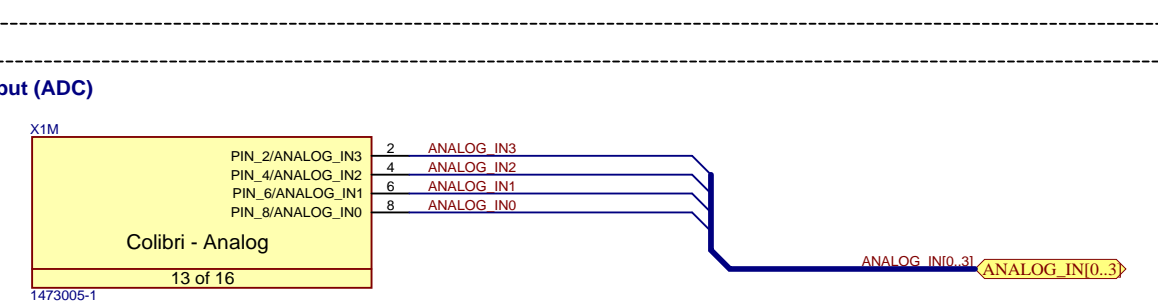 put (ADC)
X1M
PIN_2/ANALOG_IN3 2 ANALOG_IN3
PIN_4/ANALOG_IN2 4 ANALOG_IN2
PIN_6/ANALOG_IN1 6 ANALOG_IN1
PIN_8/ANALOG_IN0 8 ANALOG_IN0
Colibri - Analog
13 of 16
1473005-1
ANALOG_IN[0..3]
ANALOG_IN[0..3]